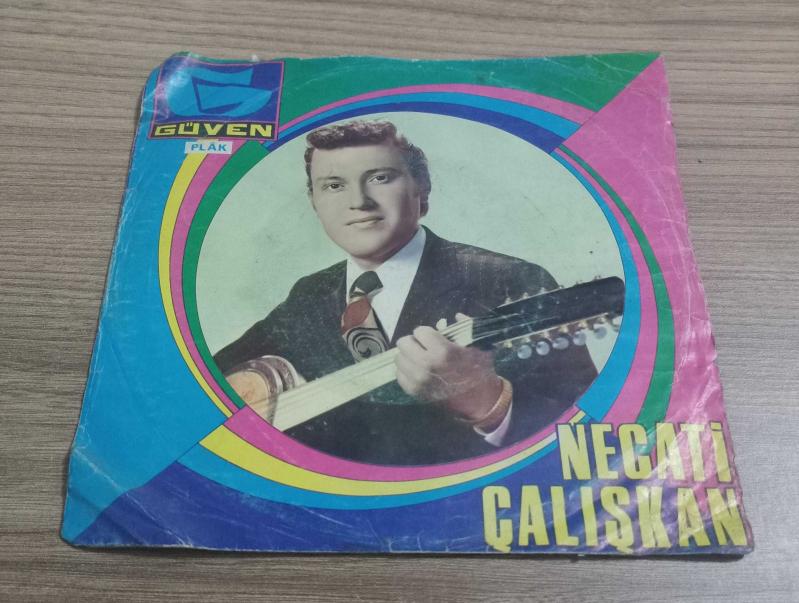 GÜVEN
PLÂK
NECATİ
ÇALIŞKAN